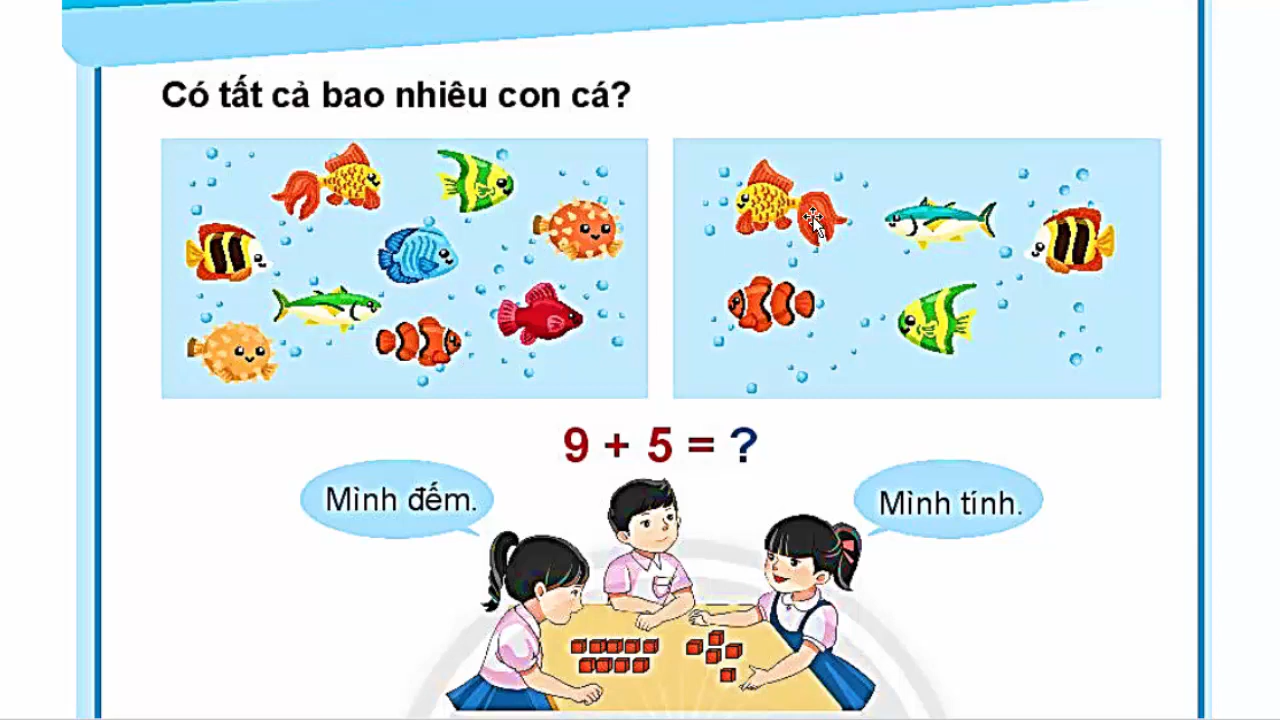 Có tất cả bao nhiêu con cá?
9 + 5 = ?
Mình đếm.
Mình tính.